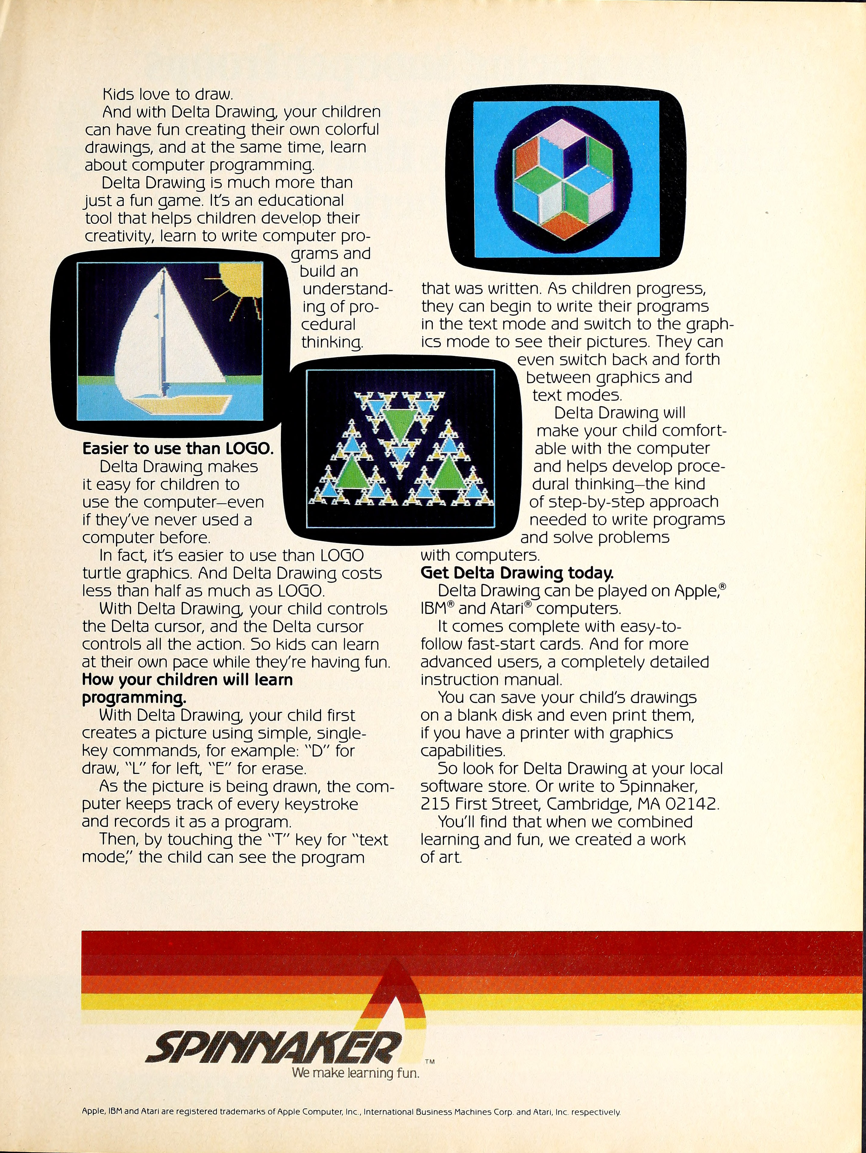 Kids love to draw.
And with Delta Drawing, your children
can have fun creating their own colorful
drawings, and at the same time, learn
about computer programming.
Delta Drawing is much more than
just a fun game. It's an educational
tool that helps children develop their
creativity, learn to write computer pro-
grams and
build an
understand-
ing of pro-
cedural
thinking.
Easier to use than LOGO.
Delta Drawing makes
it easy for children to
use the computer—even
if they've never used a
computer before.
In fact, it's easier to use than LOGO
turtle graphics. And Delta Drawing costs
less than half as much as LOGO.
With Delta Drawing, your child controls
the Delta cursor, and the Delta cursor
controls all the action. So kids can learn
at their own pace while they're having fun.
How your children will learn
programming.
With Delta Drawing, your child first
creates a picture using simple, single-
key commands, for example: "D" for
draw, "L" for left, "E" for erase.
As the picture is being drawn, the com-
puter keeps track of every keystroke
and records it as a program.
Then, by touching the "T" key for "text
mode," the child can see the program
that was written. As children progress,
they can begin to write their programs
in the text mode and switch to the graph-
ics mode to see their pictures. They can
even switch back and forth
between graphics and
text modes.
Delta Drawing will
make your child comfort-
able with the computer
and helps develop proce-
dural thinking—the kind
of step-by-step approach
needed to write programs
and solve problems
with computers.
Get Delta Drawing today.
Delta Drawing can be played on Apple,®
IBM® and Atari® computers.
It comes complete with easy-to-
follow fast-start cards. And for more
advanced users, a completely detailed
instruction manual.
You can save your child's drawings
on a blank disk and even print them,
if you have a printer with graphics
capabilities.
So look for Delta Drawing at your local
software store. Or write to Spinnaker,
215 First Street, Cambridge, MA 02142.
You'll find that when we combined
learning and fun, we created a work
of art.
SPINNAKER™
We make learning fun.
Apple, IBM and Atari are registered trademarks of Apple Computer, Inc., International Business Machines Corp. and Atari, Inc. respectively.